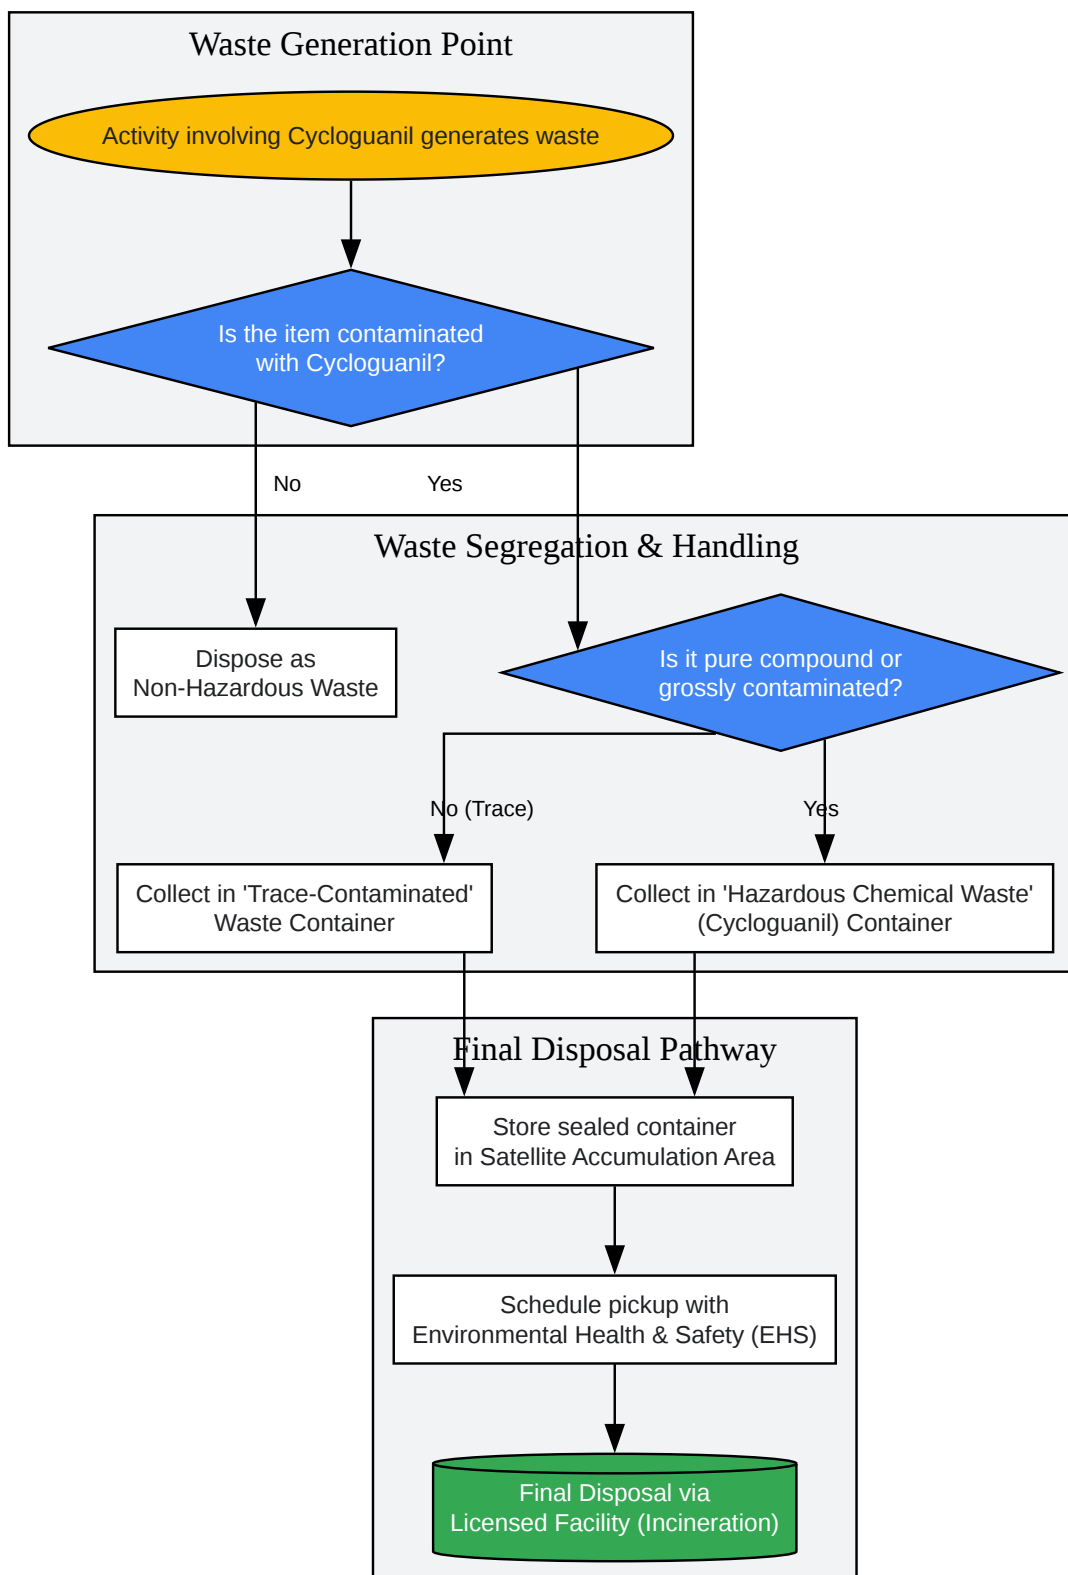 Waste Generation Point
Activity involving Cycloguanil generates waste
Is the item contaminated
with Cycloguanil?
No
Yes
Waste Segregation & Handling
Dispose as
Non-Hazardous Waste
Is it pure compound or
grossly contaminated?
No (Trace)
Yes
Collect in 'Trace-Contaminated'
Waste Container
Collect in 'Hazardous Chemical Waste'
(Cycloguanil) Container
Final Disposal Pathway
Store sealed container
in Satellite Accumulation Area
Schedule pickup with
Environmental Health & Safety (EHS)
Final Disposal via
Licensed Facility (Incineration)